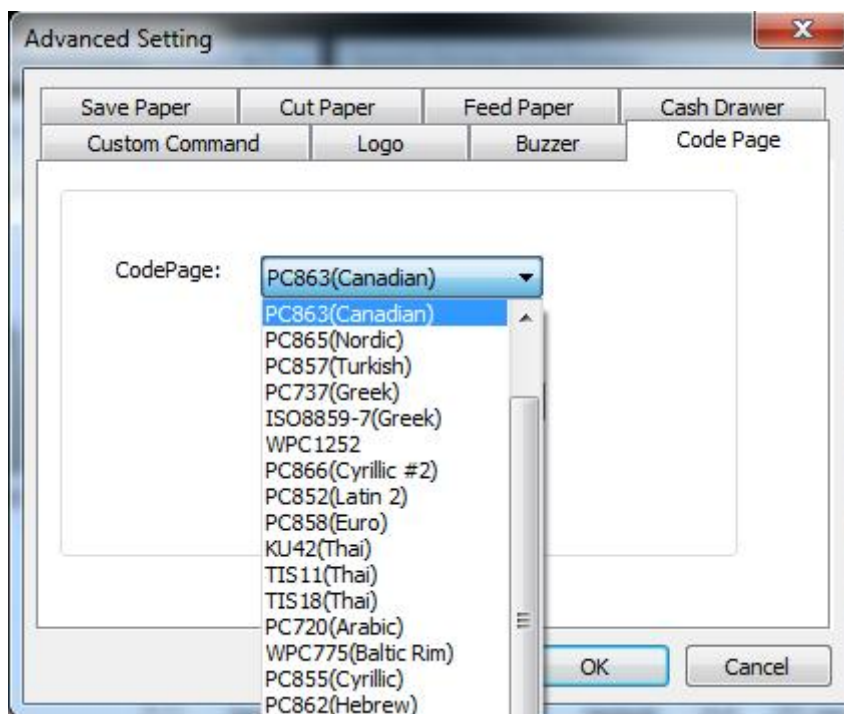 Advanced Setting
Save Paper
Cut Paper
Feed Paper
Cash Drawer
Custom Command
Logo
Buzzer
Code Page
CodePage:
PC863(Canadian)
PC863(Canadian)
PC865(Nordic)
PC857(Turkish)
PC737(Greek)
ISO8859-7(Greek)
WPC1252
PC866(Cyrillic #2)
PC852(Latin 2)
PC858(Euro)
KU42(Thai)
TIS11(Thai)
TIS18(Thai)
PC720(Arabic)
WPC775(Baltic Rim)
PC855(Cyrillic)
PC862(Hebrew)
OK
Cancel